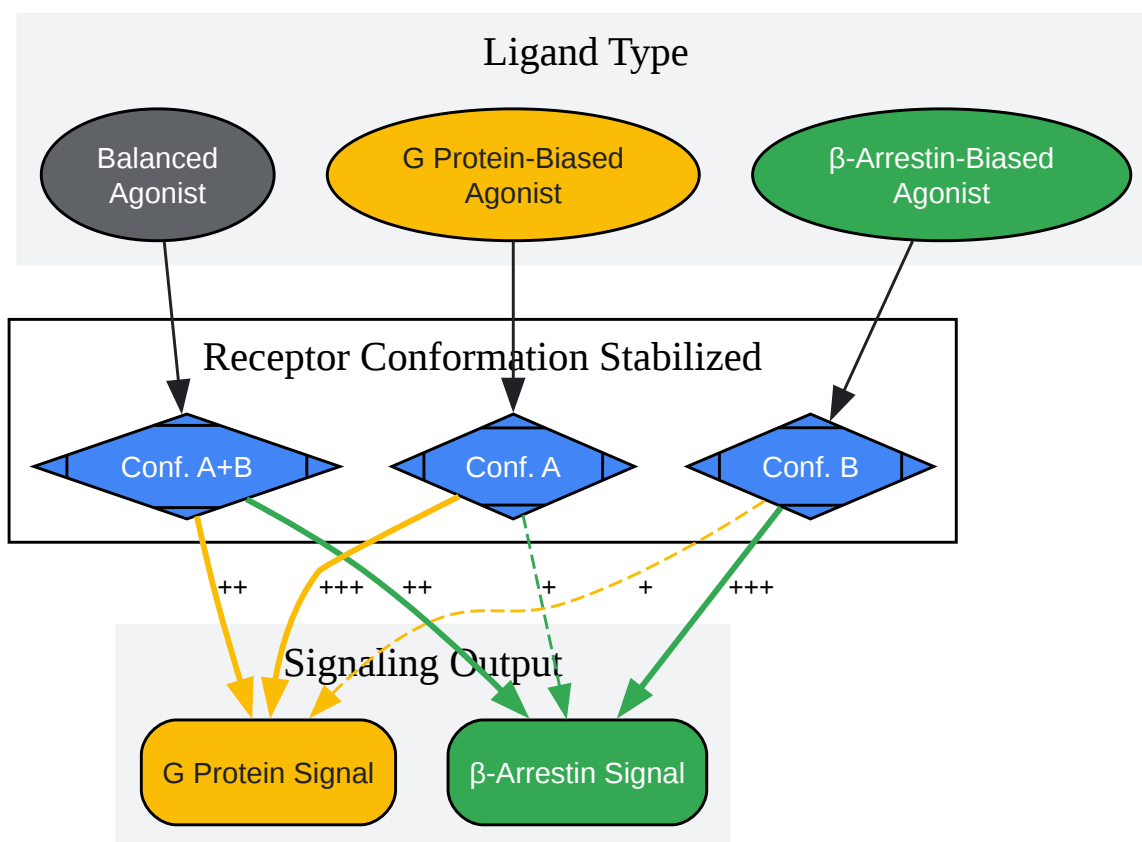 Ligand Type
Balanced
Agonist
G Protein-Biased
Agonist
β-Arrestin-Biased
Agonist
Receptor Conformation Stabilized
Conf. A+B
Conf. A
Conf. B
++
+++
++
+
+
+++
Signaling Output
G Protein Signal
β-Arrestin Signal